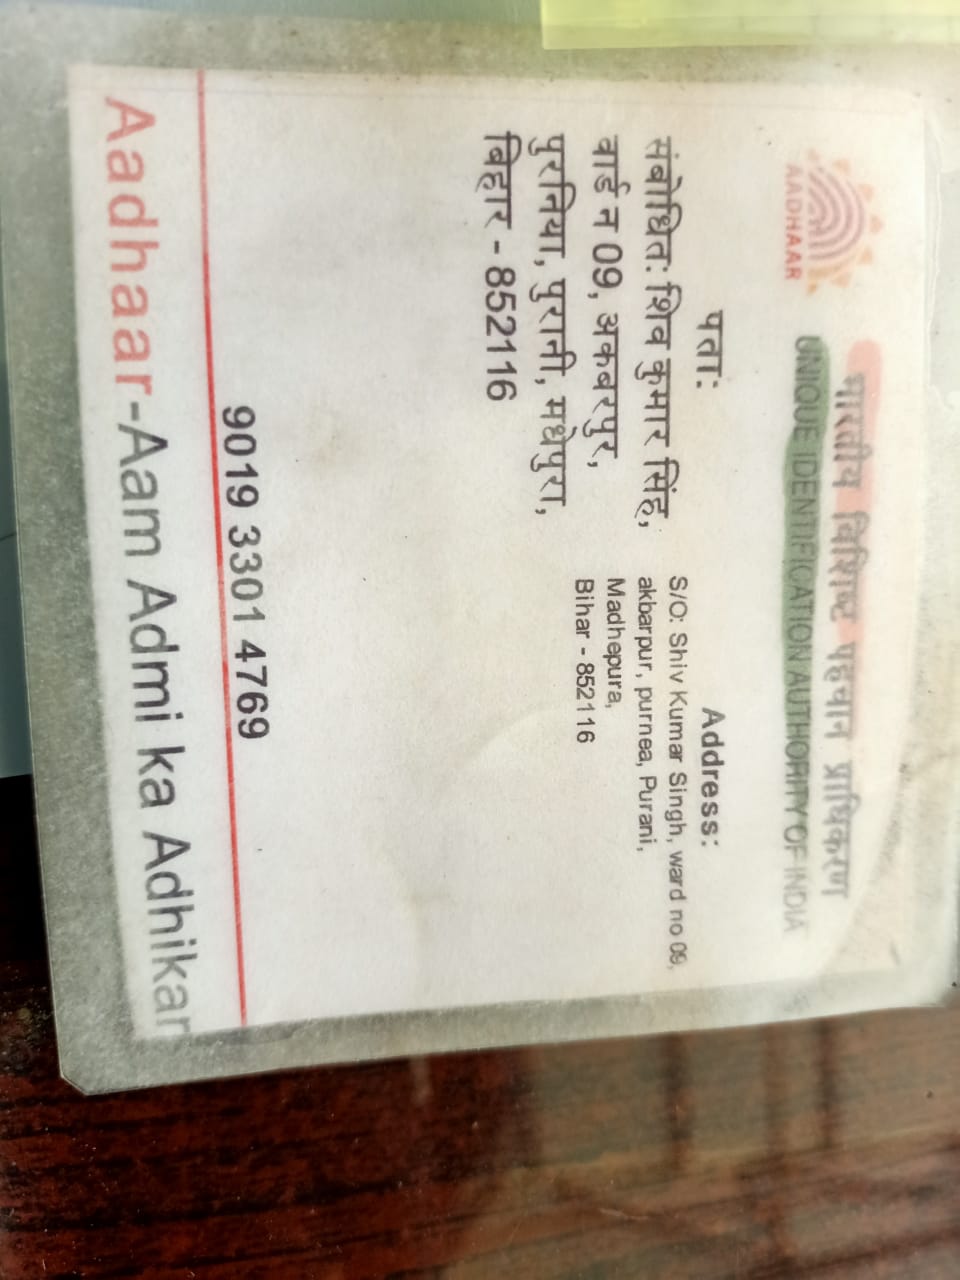 AADHAAR
भारतीय विशिष्ट पहचान प्राधिकरण
UNIQUE IDENTIFICATION AUTHORITY OF INDIA
पता:
संबोधित: शिव कुमार सिंह,
वार्ड न 09, अकबरपुर,
पुरनिया, पुरानी, मधेपुरा,
बिहार - 852116
Address:
S/O: Shiv Kumar Singh, ward no 09,
akbarpur, purnea, Purani,
Madhepura,
Bihar - 852116
9019 3301 4769
Aadhaar-Aam Admi ka Adhikar